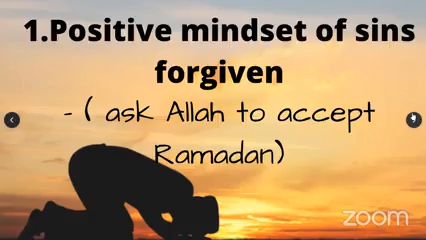 1.Positive mindset of sins
forgiven
- ( ask Allah to accept
Ramadan)
zoom